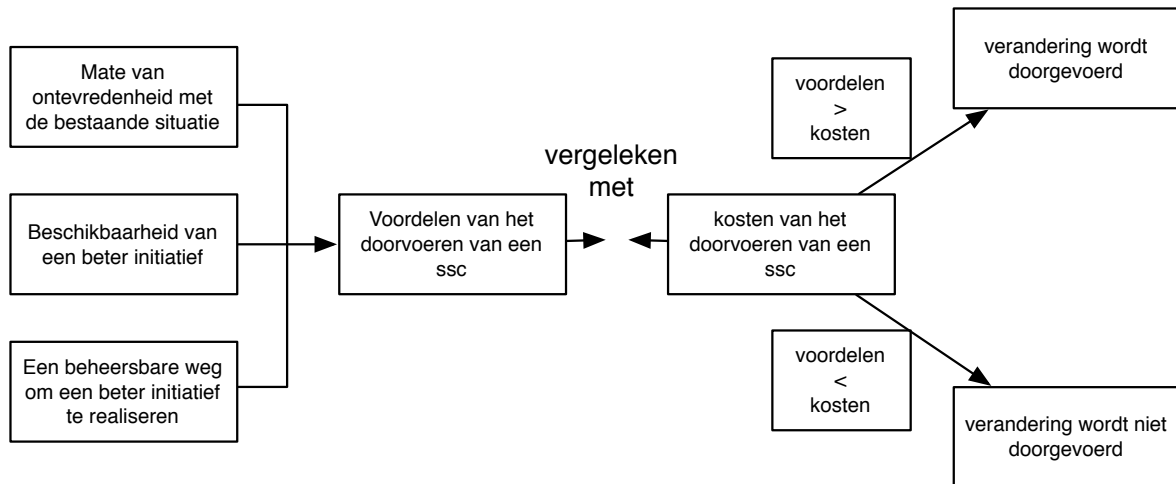 Mate van
ontevredenheid met
de bestaande situatie
Beschikbaarheid van
een beter initiatief
Een beheersbare weg
om een beter initiatief
te realiseren
Voordelen van het
doorvoeren van een
ssc
vergeleken
met
kosten van het
doorvoeren van een
ssc
voordelen
>
kosten
voordelen
<
kosten
verandering wordt
doorgevoerd
verandering wordt niet
doorgevoerd